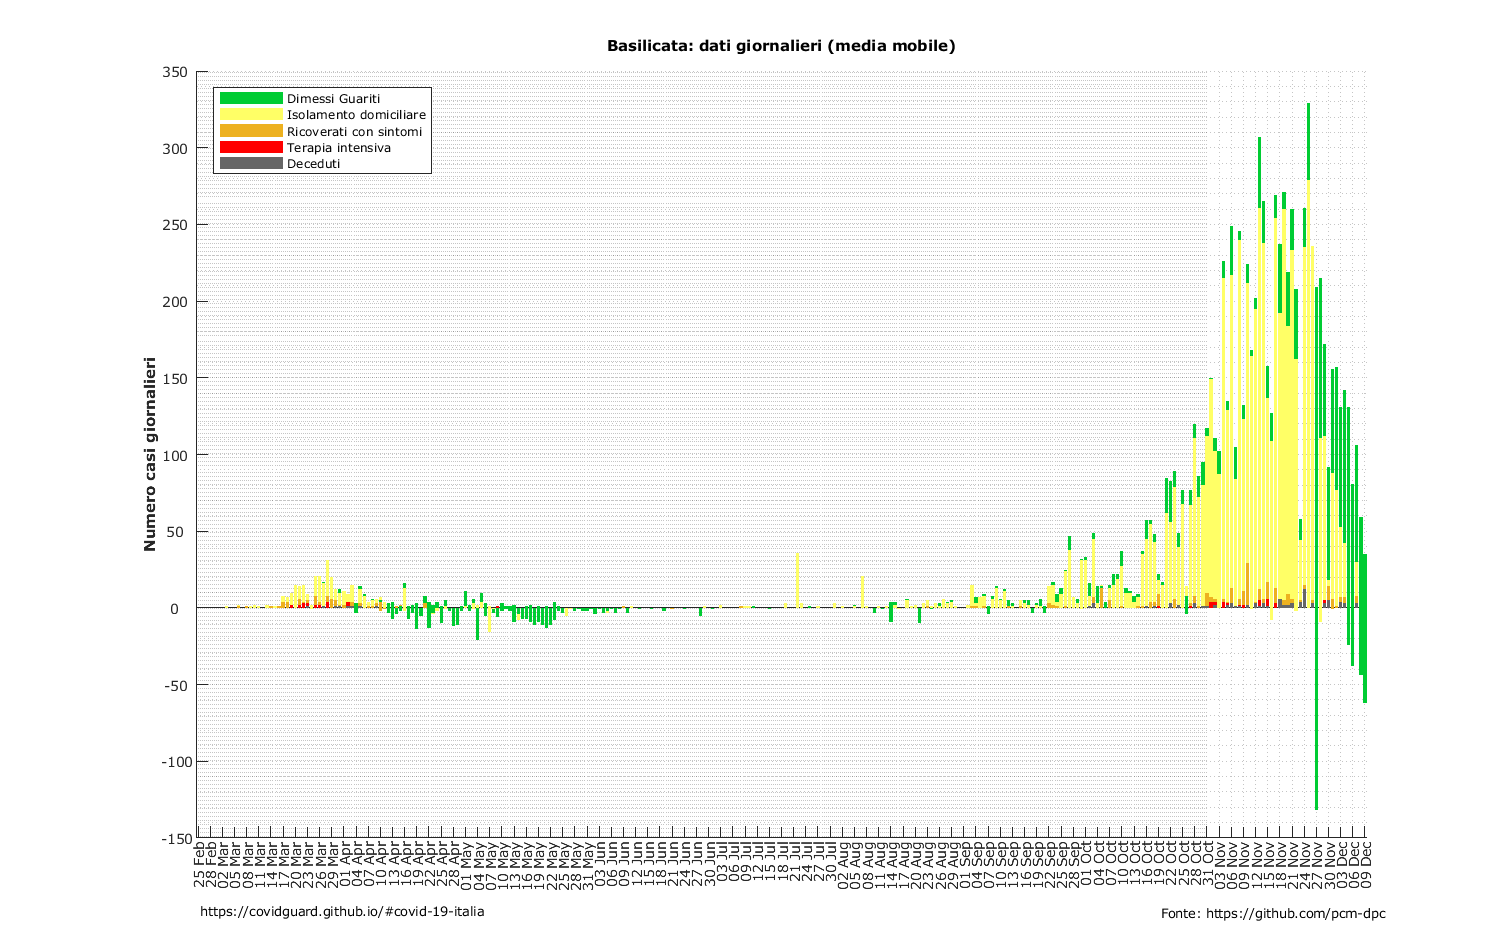 Basilicata: dati giornalieri (media mobile)
350
300
250
200
150
100
50
0
-50
-100
-150
Numero casi giornalieri
Dimessi Guariti
Isolamento domiciliare
Ricoverati con sintomi
Terapia intensiva
Deceduti
25 Feb
28 Feb
02 Mar
05 Mar
08 Mar
11 Mar
14 Mar
17 Mar
20 Mar
23 Mar
26 Mar
29 Mar
01 Apr
04 Apr
07 Apr
10 Apr
13 Apr
16 Apr
19 Apr
22 Apr
25 Apr
28 Apr
01 May
04 May
07 May
10 May
13 May
16 May
19 May
22 May
25 May
28 May
31 May
03 Jun
06 Jun
09 Jun
12 Jun
15 Jun
18 Jun
21 Jun
24 Jun
27 Jun
30 Jun
03 Jul
06 Jul
09 Jul
12 Jul
15 Jul
18 Jul
21 Jul
24 Jul
27 Jul
30 Jul
02 Aug
05 Aug
08 Aug
11 Aug
14 Aug
17 Aug
20 Aug
23 Aug
26 Aug
29 Aug
01 Sep
04 Sep
07 Sep
10 Sep
13 Sep
16 Sep
19 Sep
22 Sep
25 Sep
28 Sep
01 Oct
04 Oct
07 Oct
10 Oct
13 Oct
16 Oct
19 Oct
22 Oct
25 Oct
28 Oct
31 Oct
03 Nov
06 Nov
09 Nov
12 Nov
15 Nov
18 Nov
21 Nov
24 Nov
27 Nov
30 Nov
03 Dec
06 Dec
09 Dec
https://covidguard.github.io/#covid-19-italia
Fonte: https://github.com/pcm-dpc